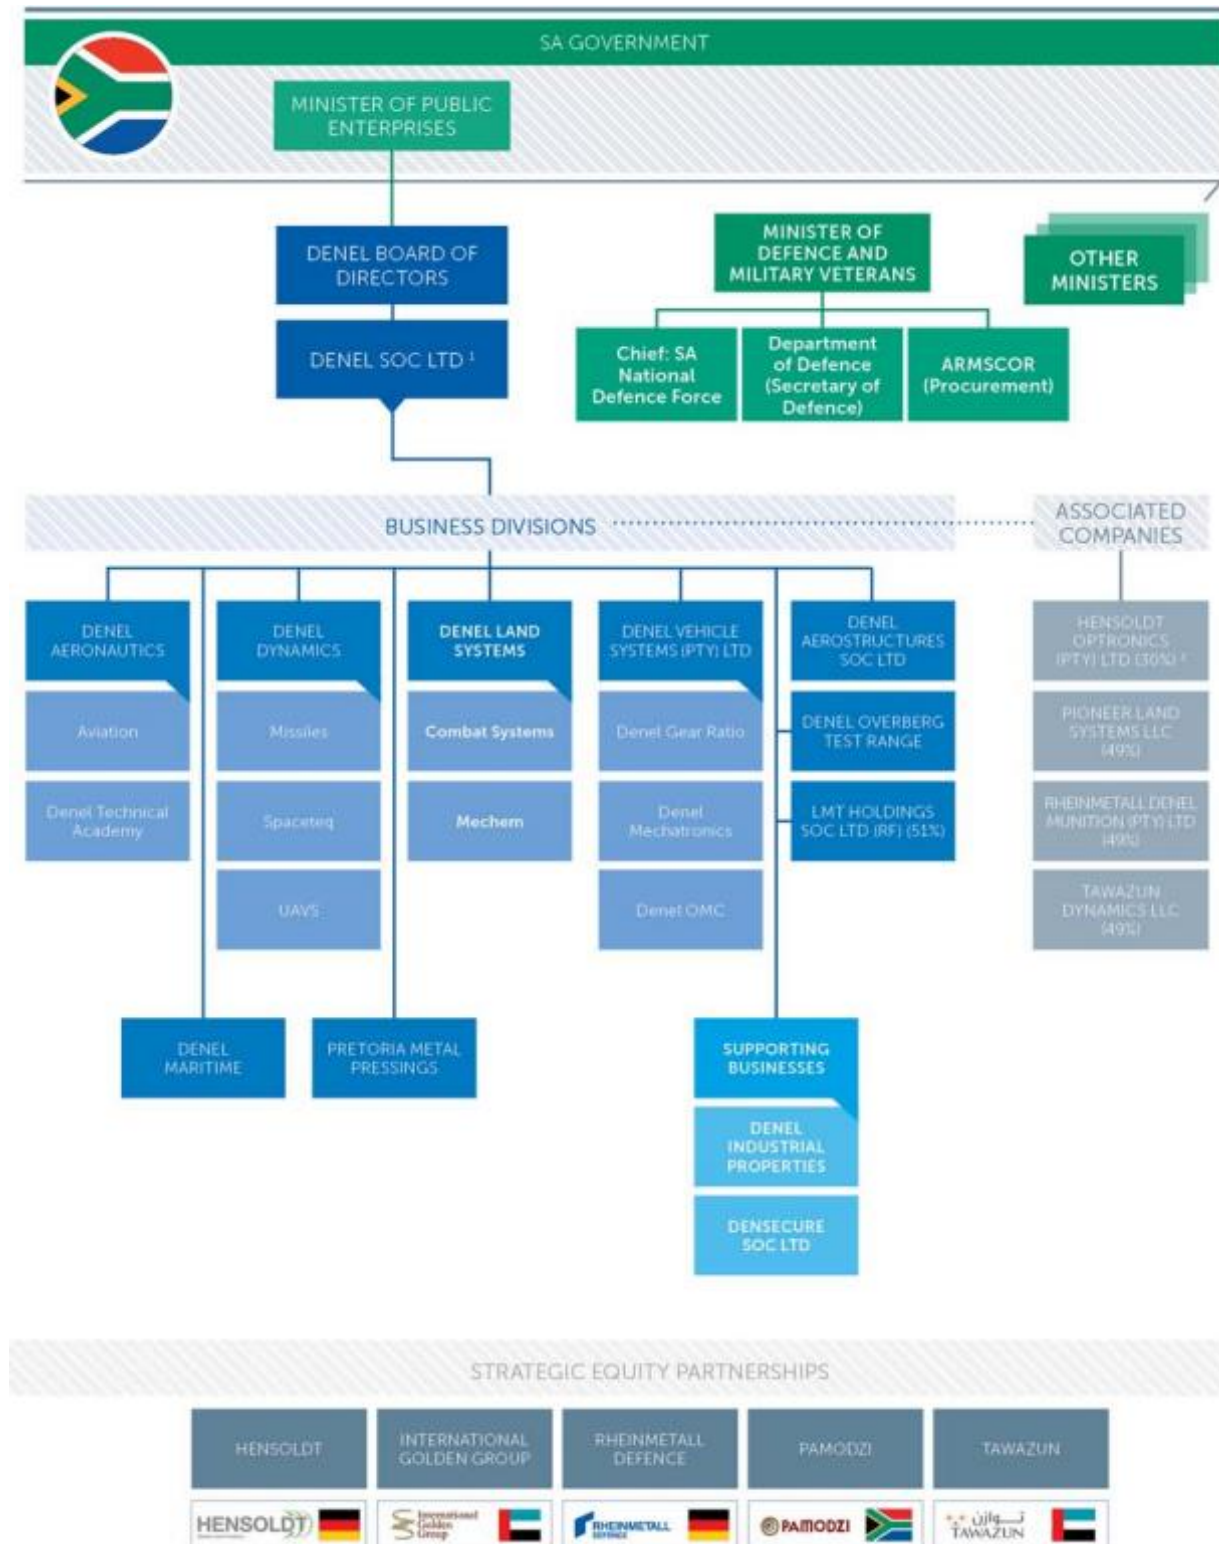 SA GOVERNMENT
MINISTER OF PUBLIC
ENTERPRISES
DENEL BOARD OF
DIRECTORS
DENEL SOC LTD 1
MINISTER OF
DEFENCE AND
MILITARY VETERANS
OTHER
MINISTERS
Chief: SA
National
Defence Force
Department
of Defence
(Secretary of
Defence)
ARMSCOR
(Procurement)
BUSINESS DIVISIONS
ASSOCIATED
COMPANIES
DENEL
AERONAUTICS
Aviation
Denel Technical
Academy
DENEL
DYNAMICS
Missiles
Spaceteq
UAVS
DENEL LAND
SYSTEMS
Combat Systems
Mechem
DENEL VEHICLE
SYSTEMS (PTY) LTD
Denel Gear Ratio
Denel
Mechatronics
Denel OMC
DENEL
AEROSTRUCTURES
SOC LTD
DENEL OVERBERG
TEST RANGE
LMT HOLDINGS
SOC LTD (RF) (51%)
HENSOLDT
OPTRONICS
(PTY) LTD (30%)
PIONEER LAND
SYSTEMS LLC
(49%)
RHEINMETALL DENEL
MUNITION (PTY) LTD
(49%)
TAWAZUN
DYNAMICS LLC
(49%)
DENEL
MARITIME
PRETORIA METAL
PRESSINGS
SUPPORTING
BUSINESSES
DENEL
INDUSTRIAL
PROPERTIES
DENSECURE
SOC LTD
STRATEGIC EQUITY PARTNERSHIPS
HENSOLDT
INTERNATIONAL
GOLDEN GROUP
RHEINMETALL
DEFENCE
PAMODZI
TAWAZUN
HENSOLDT
International
Golden
Group
RHEINMETALL
DEFENCE
PAMODZI
توازن
TAWAZUN